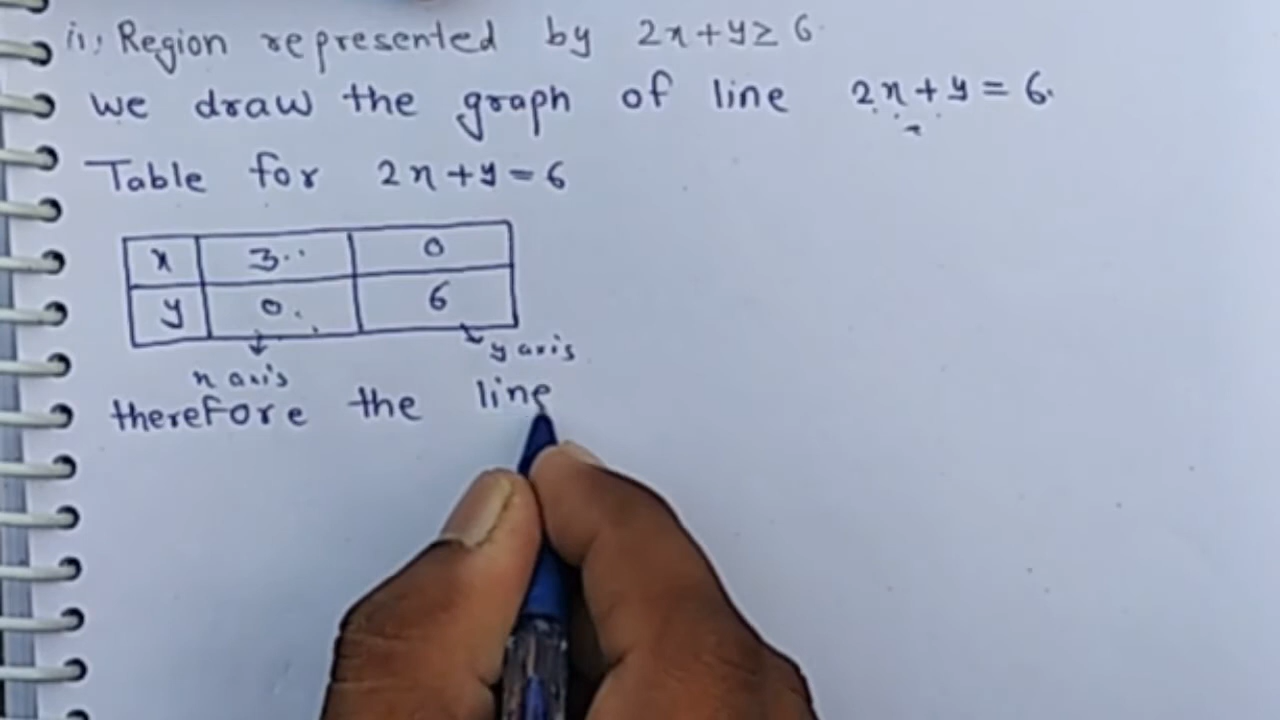 ii, Region represented by 2x+y≥ 6
we draw the graph of line 2x+y=6.
Table for 2x+y=6
x 3 0
y 0 6
x axis y axis
therefore the line